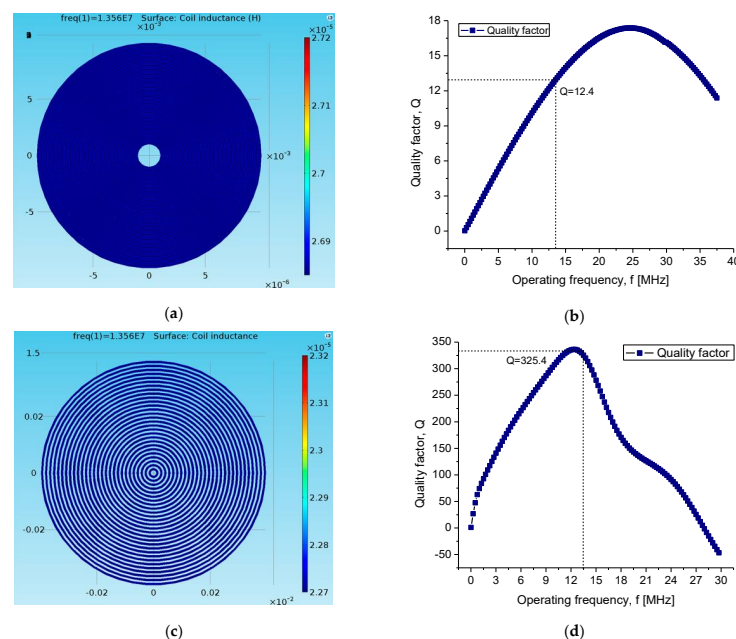 freq(1)=1.356E7 Surface: Coil inductance (H)
×10⁻³
×10⁻⁵
2.72
2.71
2.7
2.69
5
0
-5
×10⁻³
-5
0
5
×10⁻⁶
(a)
Quality factor
Q=12.4
Quality factor, Q
18
15
12
9
6
3
0
0 5 10 15 20 25 30 35 40
Operating frequency, f [MHz]
(b)
freq(1)=1.356E7 Surface: Coil inductance
×10⁻⁵
1.5
2.32
2.31
2.3
2.29
2.28
2.27
0.02
0
-0.02
-0.02
0
0.02
×10⁻²
(c)
Quality factor
Q=325.4
Quality factor, Q
350
300
250
200
150
100
50
0
-50
0 3 6 9 12 15 18 21 24 27 30
Operating frequency, f [MHz]
(d)